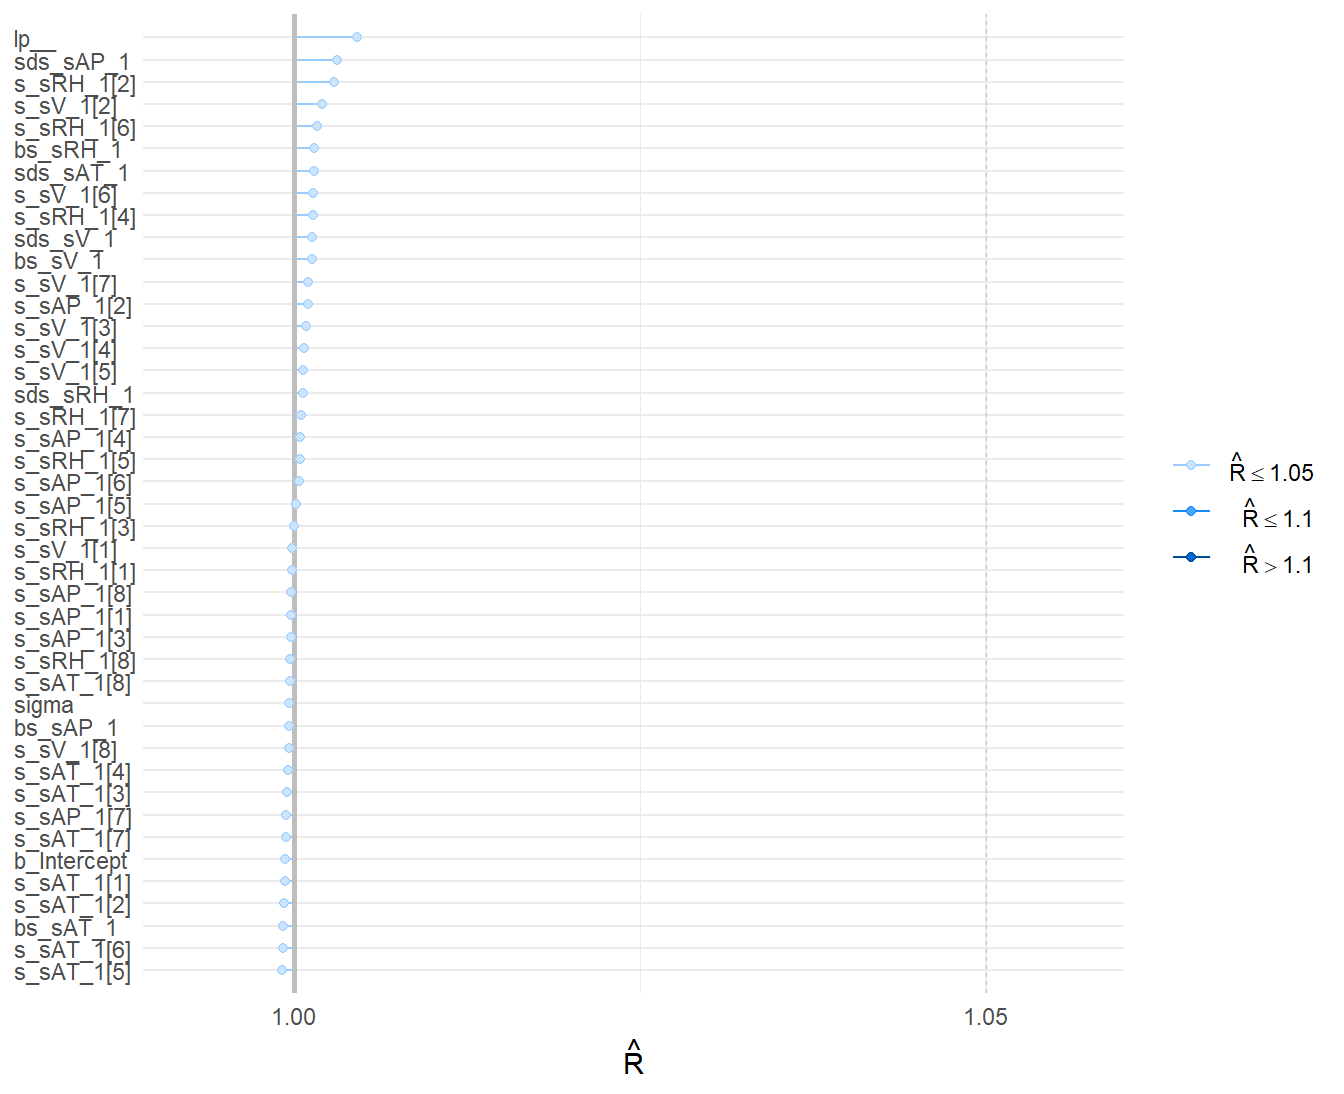 lp__
sds_sAP_1
s_sRH_1[2]
s_sV_1[2]
s_sRH_1[6]
bs_sRH_1
sds_sAT_1
s_sV_1[6]
s_sRH_1[4]
sds_sV_1
bs_sV_1
s_sV_1[7]
s_sAP_1[2]
s_sV_1[3]
s_sV_1[4]
s_sV_1[5]
sds_sRH_1
s_sRH_1[7]
s_sAP_1[4]
s_sRH_1[5]
s_sAP_1[6]
s_sAP_1[5]
s_sRH_1[3]
s_sV_1[1]
s_sRH_1[1]
s_sAP_1[8]
s_sAP_1[1]
s_sAP_1[3]
s_sRH_1[8]
s_sAT_1[8]
sigma
bs_sAP_1
s_sV_1[8]
s_sAT_1[4]
s_sAT_1[3]
s_sAP_1[7]
s_sAT_1[7]
b_Intercept
s_sAT_1[1]
s_sAT_1[2]
bs_sAT_1
s_sAT_1[6]
s_sAT_1[5]
1.00 1.05
R̂
R̂ ≤ 1.05
R̂ ≤ 1.1
R̂ > 1.1